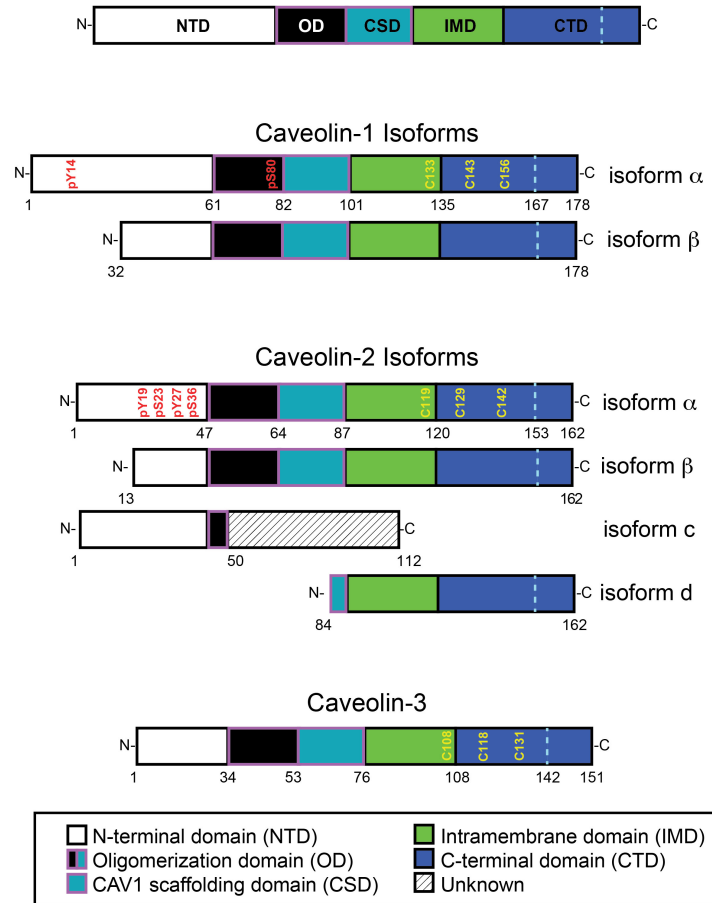 N- NTD OD CSD IMD CTD -C
Caveolin-1 Isoforms
N- pY14 pS80 C133 C143 C156 -C isoform α
1 61 82 101 135 167 178
N- -C isoform β
32 178
Caveolin-2 Isoforms
N- pY19 pS23 pY27 pS36 C119 C129 C142 -C isoform α
1 47 64 87 120 153 162
N- -C isoform β
13 162
N- -C isoform c
1 50 112
N- -C isoform d
84 162
Caveolin-3
N- C108 C118 C131 -C
1 34 53 76 108 142 151
N-terminal domain (NTD) Intramembrane domain (IMD)
Oligomerization domain (OD) C-terminal domain (CTD)
CAV1 scaffolding domain (CSD) Unknown